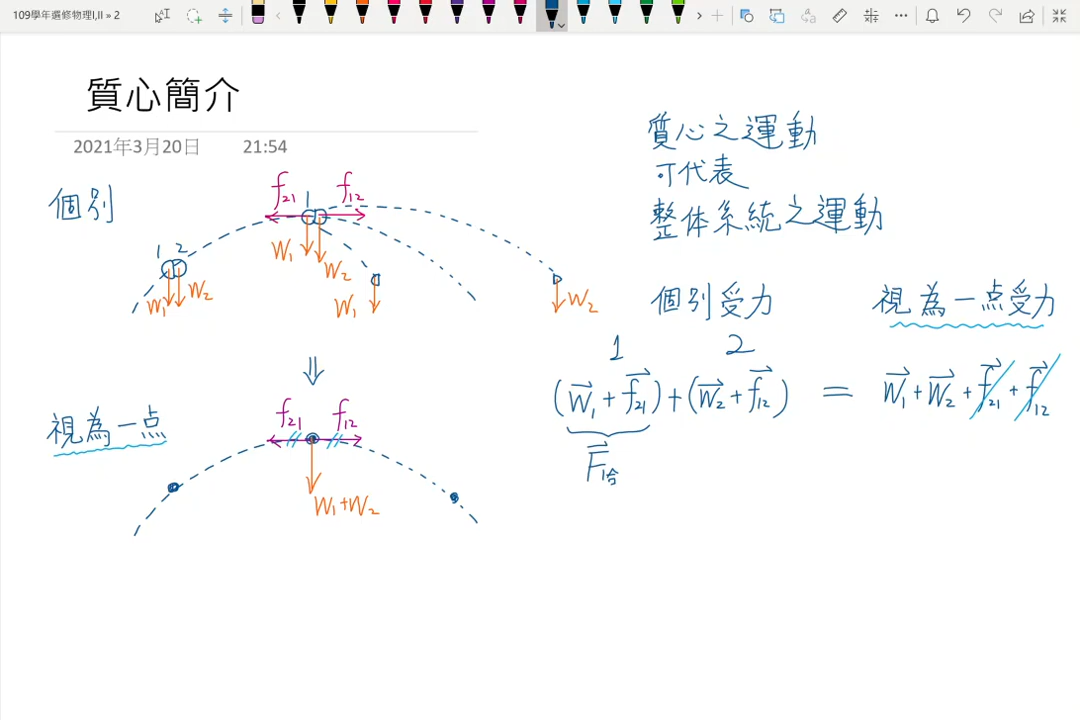 109學年選修物理I,II » 2
質心簡介
2021年3月20日 21:54
個別
f21 1 f12
W1
W2
1 2
W1 W2
W1
W2
⇓
視為一点
f21 f12
W1+W2
質心之運動
可代表
整体系統之運動
個別受力 視為一点受力
1 2
(W1 + f21) + (W2 + f12) = W1 + W2 + f21 + f12
F1合